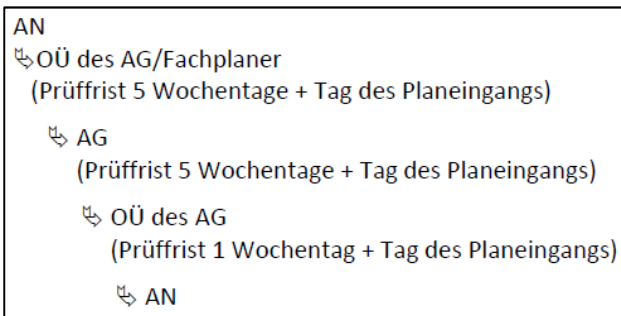 AN
↳OÜ des AG/Fachplaner
(Prüffrist 5 Wochentage + Tag des Planeingangs)
↳ AG
(Prüffrist 5 Wochentage + Tag des Planeingangs)
↳ OÜ des AG
(Prüffrist 1 Wochentag + Tag des Planeingangs)
↳ AN